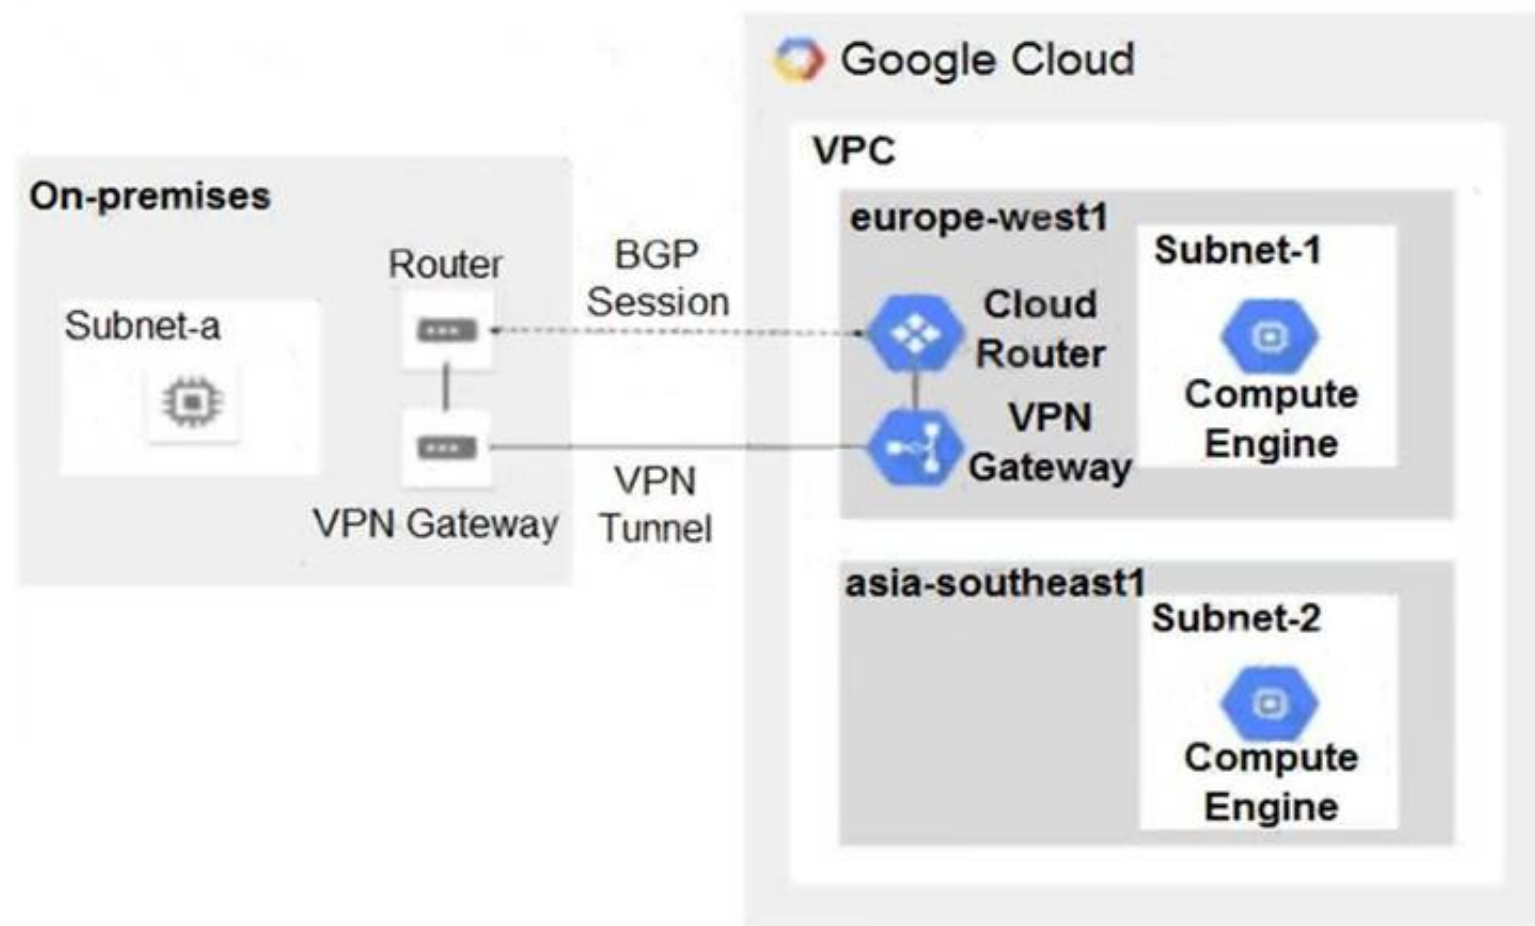 Google Cloud
VPC
On-premises
Subnet-a
Router
VPN Gateway
BGP
Session
VPN
Tunnel
europe-west1
Cloud
Router
VPN
Gateway
Subnet-1
Compute
Engine
asia-southeast1
Subnet-2
Compute
Engine